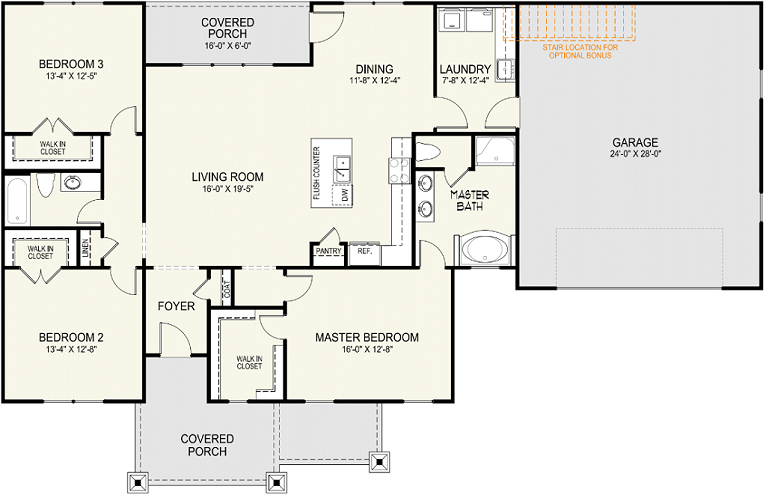 COVERED
PORCH
16'-0" X 6'-0"
BEDROOM 3
13'-4" X 12'-5"
DINING
11'-8" X 12'-4"
LAUNDRY
7'-8" X 12'-4"
STAIR LOCATION FOR
OPTIONAL BONUS
GARAGE
24'-0" X 28'-0"
WALK IN
CLOSET
LIVING ROOM
16'-0" X 19'-5"
FLUSH COUNTER
D/W
MASTER
BATH
WALK IN
CLOSET
LINEN
PANTRY
REF.
FOYER
COAT
BEDROOM 2
13'-4" X 12'-8"
WALK IN
CLOSET
MASTER BEDROOM
16'-0" X 12'-8"
COVERED
PORCH